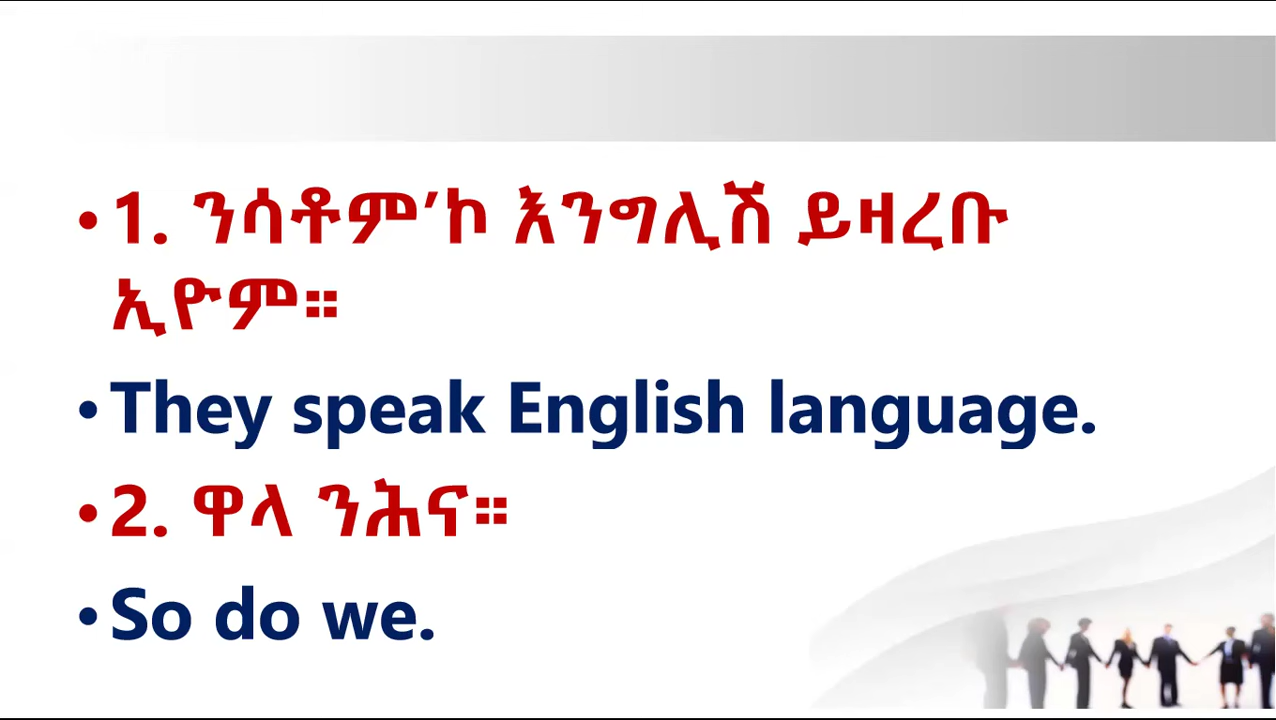 • 1. ንሳቶም’ኮ እንግሊሽ ይዛረቡ
ኢዮም።
• They speak English language.
• 2. ዋላ ንሕና።
• So do we.